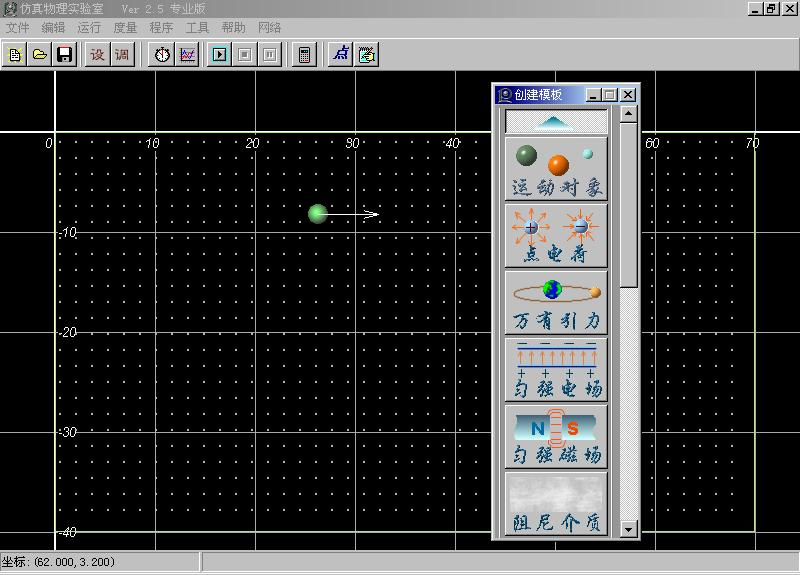 仿真物理实验室 Ver 2.5 专业版
文件 编辑 运行 度量 程序 工具 帮助 网络
设 调 点
创建模板
0 10 20 30 40 60 70
运动对象
-10
点电荷
万有引力
-20
匀强电场
N S
-30
匀强磁场
阻尼介质
-40
坐标:(62.000,3.200)